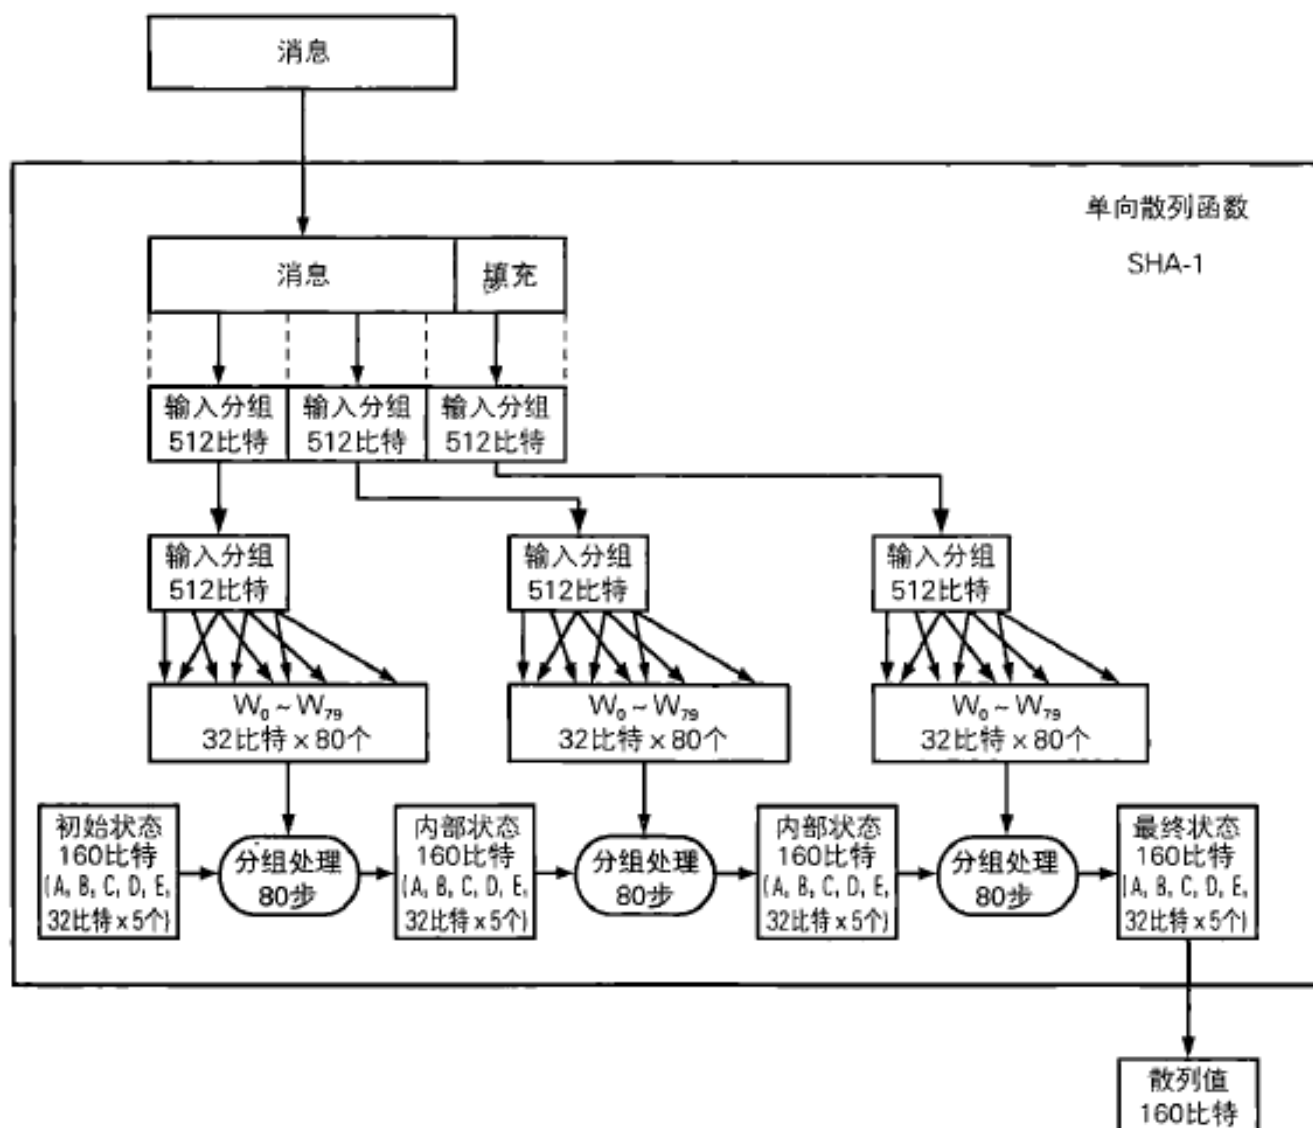 消息
单向散列函数
SHA-1
消息
填充
输入分组
512比特
输入分组
512比特
输入分组
512比特
输入分组
512比特
输入分组
512比特
输入分组
512比特
W₀ ~ W₇₉
32比特 × 80个
W₀ ~ W₇₉
32比特 × 80个
W₀ ~ W₇₉
32比特 × 80个
初始状态
160比特
(A, B, C, D, E,
32比特 × 5个)
分组处理
80步
内部状态
160比特
(A, B, C, D, E,
32比特 × 5个)
分组处理
80步
内部状态
160比特
(A, B, C, D, E,
32比特 × 5个)
分组处理
80步
最终状态
160比特
(A, B, C, D, E,
32比特 × 5个)
散列值
160比特